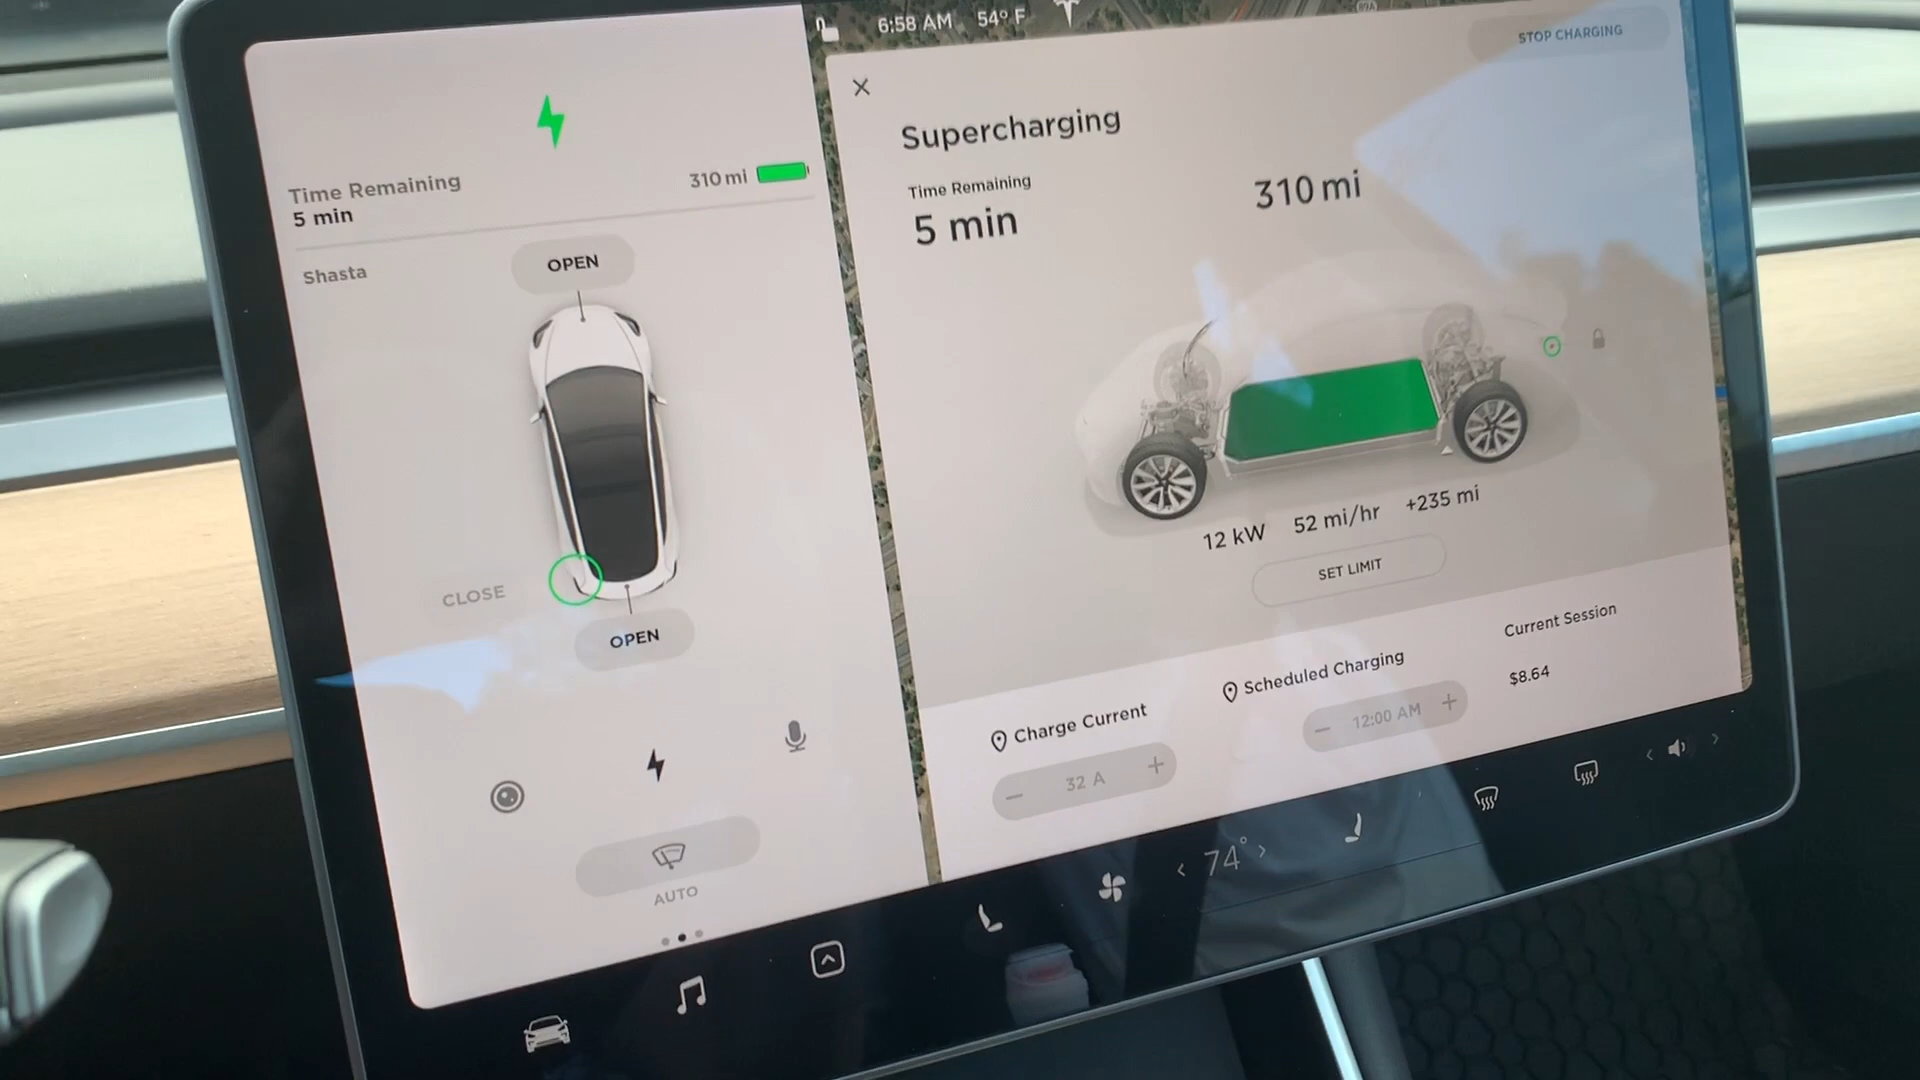 6:58 AM 54° F
89A
STOP CHARGING
Time Remaining
5 min
310 mi
Shasta
OPEN
CLOSE
OPEN
AUTO
Supercharging
Time Remaining
5 min
310 mi
12 kW 52 mi/hr +235 mi
SET LIMIT
Charge Current
− 32 A +
Scheduled Charging
− 12:00 AM +
Current Session
$8.64
< 74° >